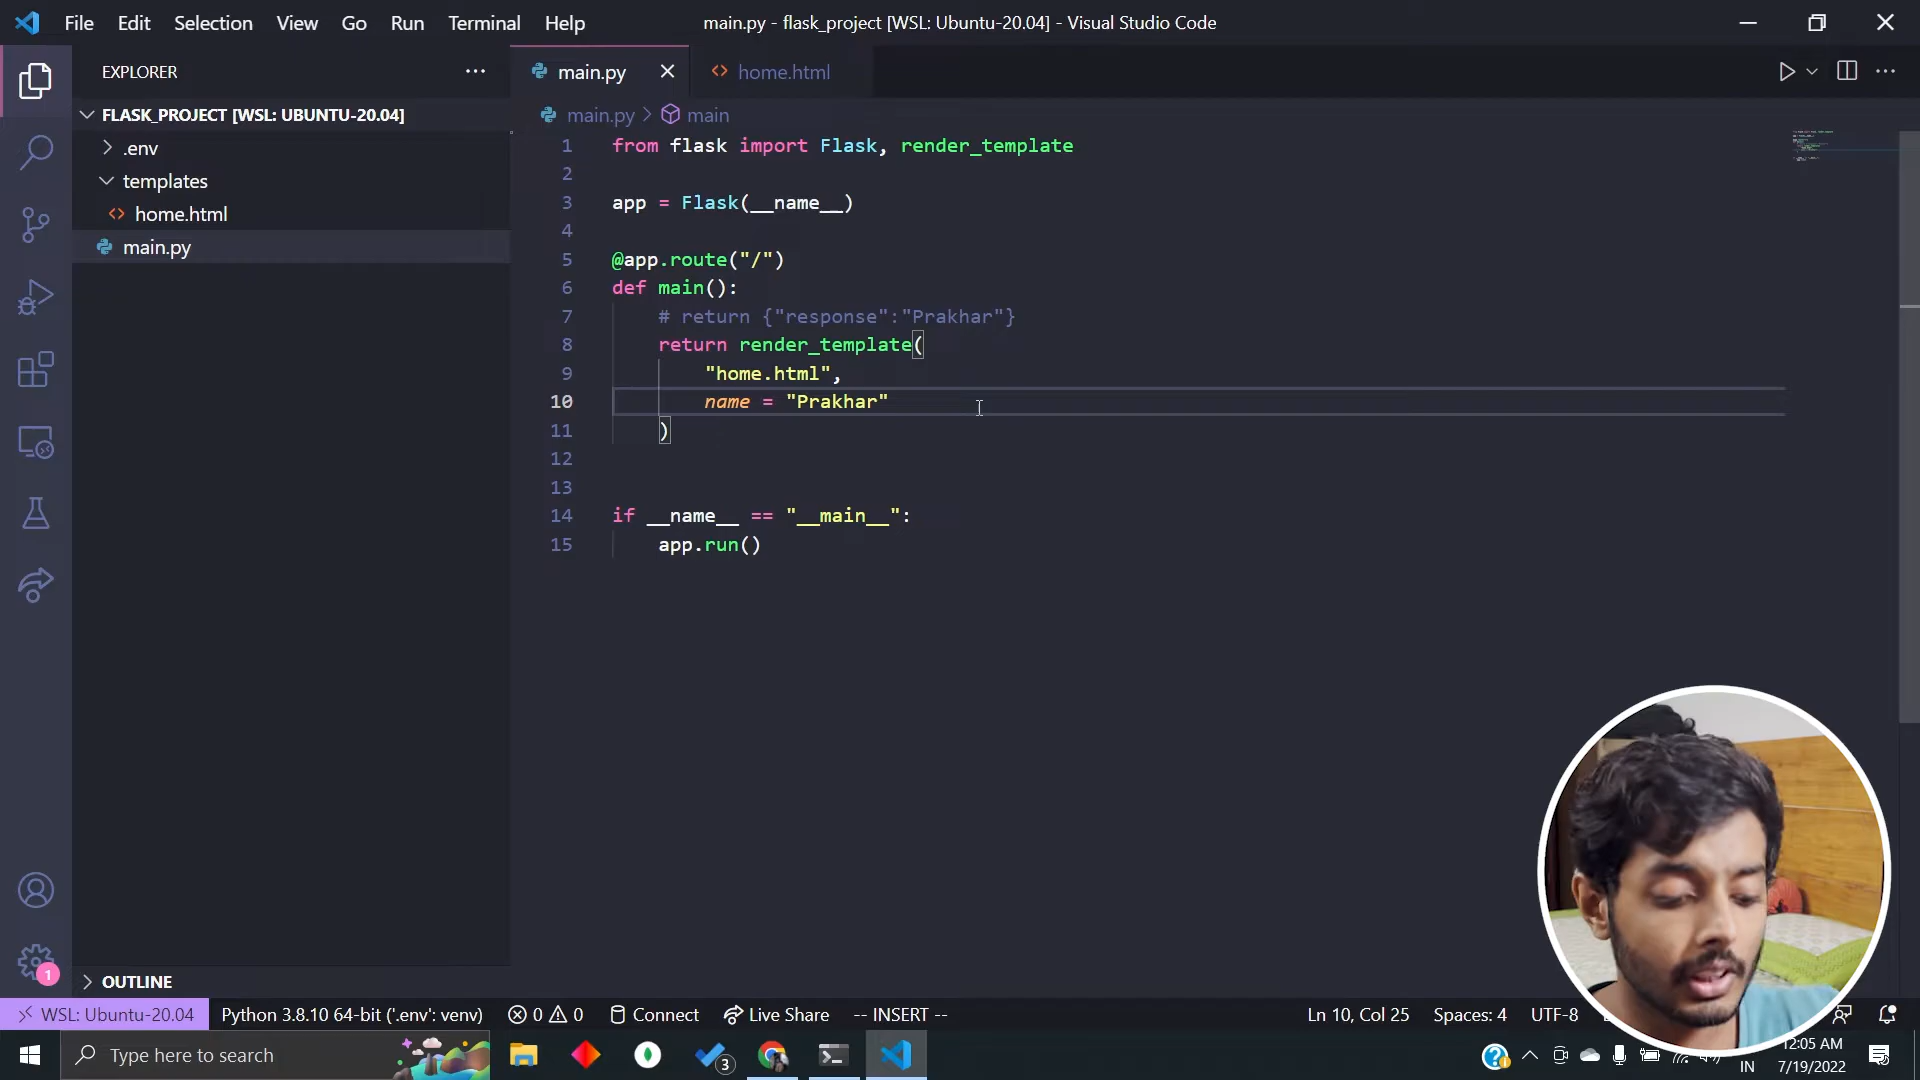 File Edit Selection View Go Run Terminal Help
main.py - flask_project [WSL: Ubuntu-20.04] - Visual Studio Code
EXPLORER
main.py
home.html
FLASK_PROJECT [WSL: UBUNTU-20.04]
main.py > main
.env
templates
home.html
main.py
1 from flask import Flask, render_template
2
3 app = Flask(__name__)
4
5 @app.route("/")
6 def main():
7 # return {"response":"Prakhar"}
8 return render_template(
9 "home.html",
10 name = "Prakhar"
11 )
12
13
14 if __name__ == "__main__":
15 app.run()
1
OUTLINE
WSL: Ubuntu-20.04 Python 3.8.10 64-bit ('.env': venv) 0 0 Connect Live Share -- INSERT -- Ln 10, Col 25 Spaces: 4 UTF-8
Type here to search
3
12:05 AM
IN 7/19/2022